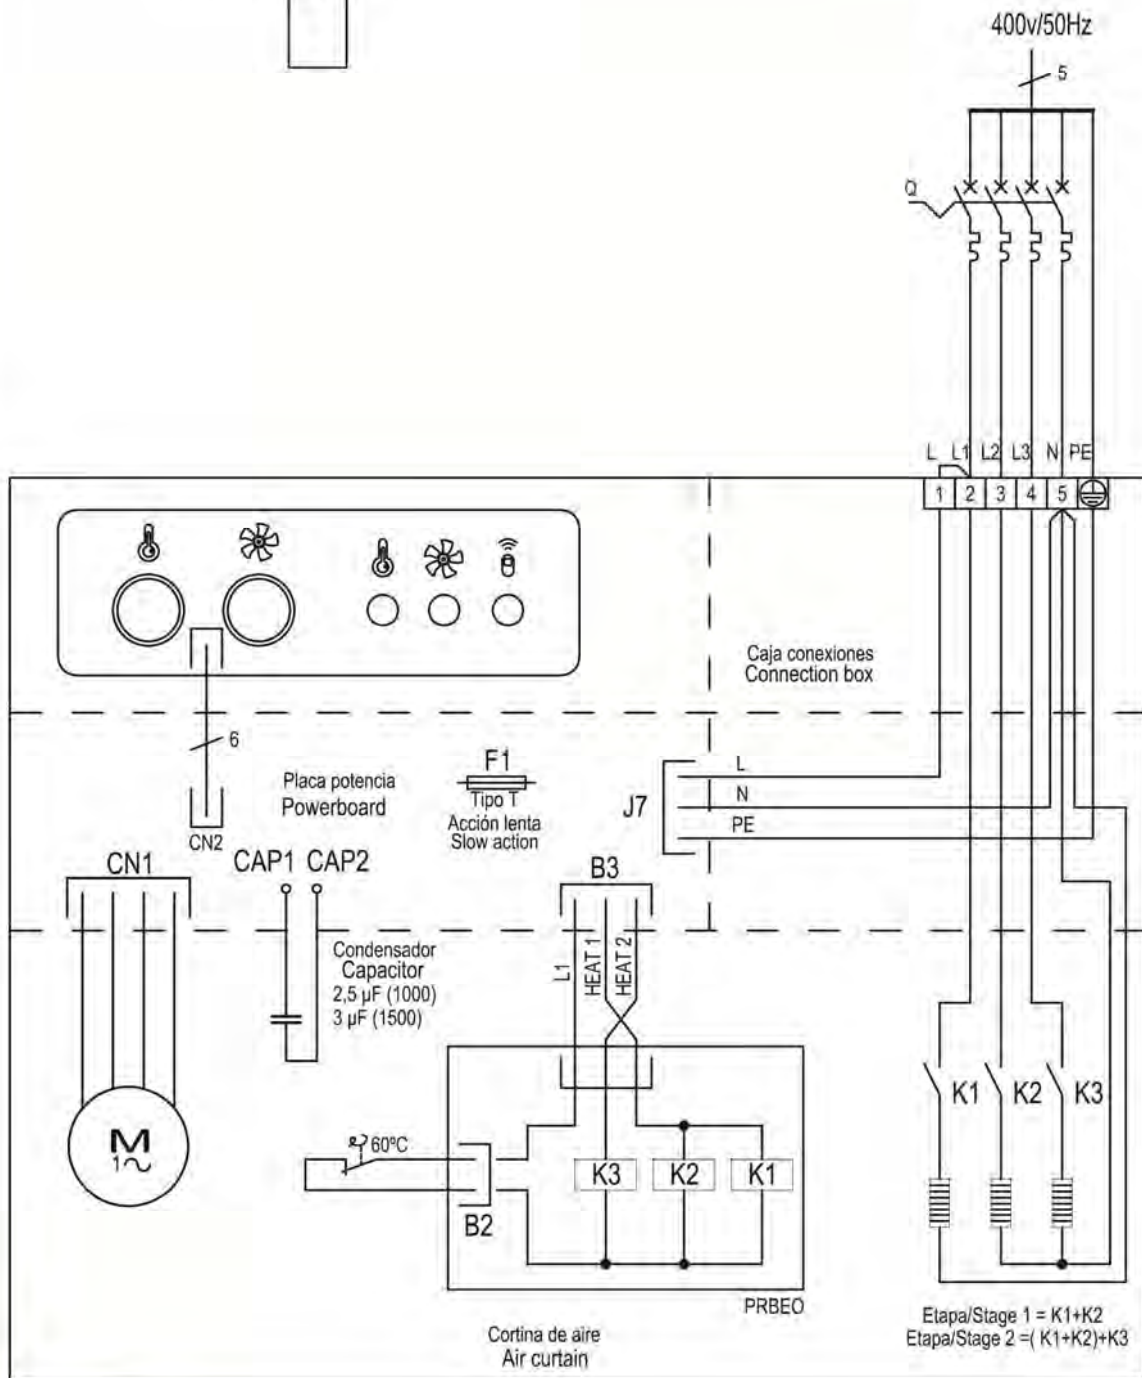 400v/50Hz
5
Q
L L1 L2 L3 N PE
1 2 3 4 5
Caja conexiones
Connection box
6
Placa potencia
Powerboard
CN2
F1
Tipo T
Acción lenta
Slow action
J7
L
N
PE
CN1
CAP1 CAP2
B3
Condensador
Capacitor
2,5 µF (1000)
3 µF (1500)
L1
HEAT 1
HEAT 2
M
1~
60ºC
B2
K3 K2 K1
PRBEO
K1 K2 K3
Cortina de aire
Air curtain
Etapa/Stage 1 = K1+K2
Etapa/Stage 2 =( K1+K2)+K3